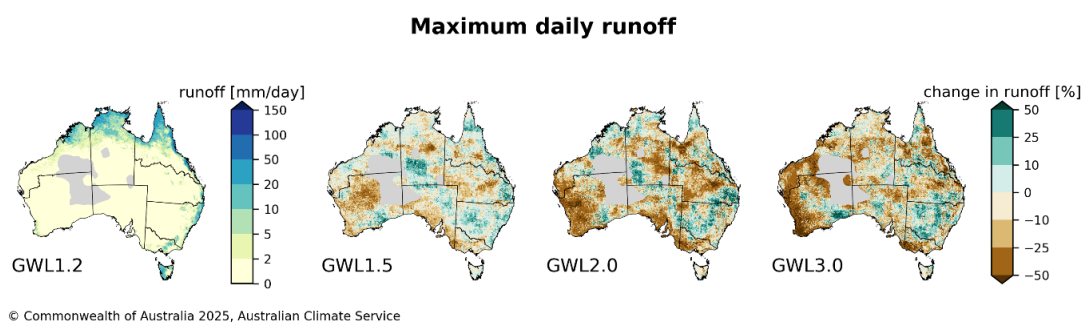 Maximum daily runoff
runoff [mm/day]
150
100
50
20
10
5
2
0
change in runoff [%]
50
25
10
0
−10
−25
−50
GWL1.2
GWL1.5
GWL2.0
GWL3.0
© Commonwealth of Australia 2025, Australian Climate Service